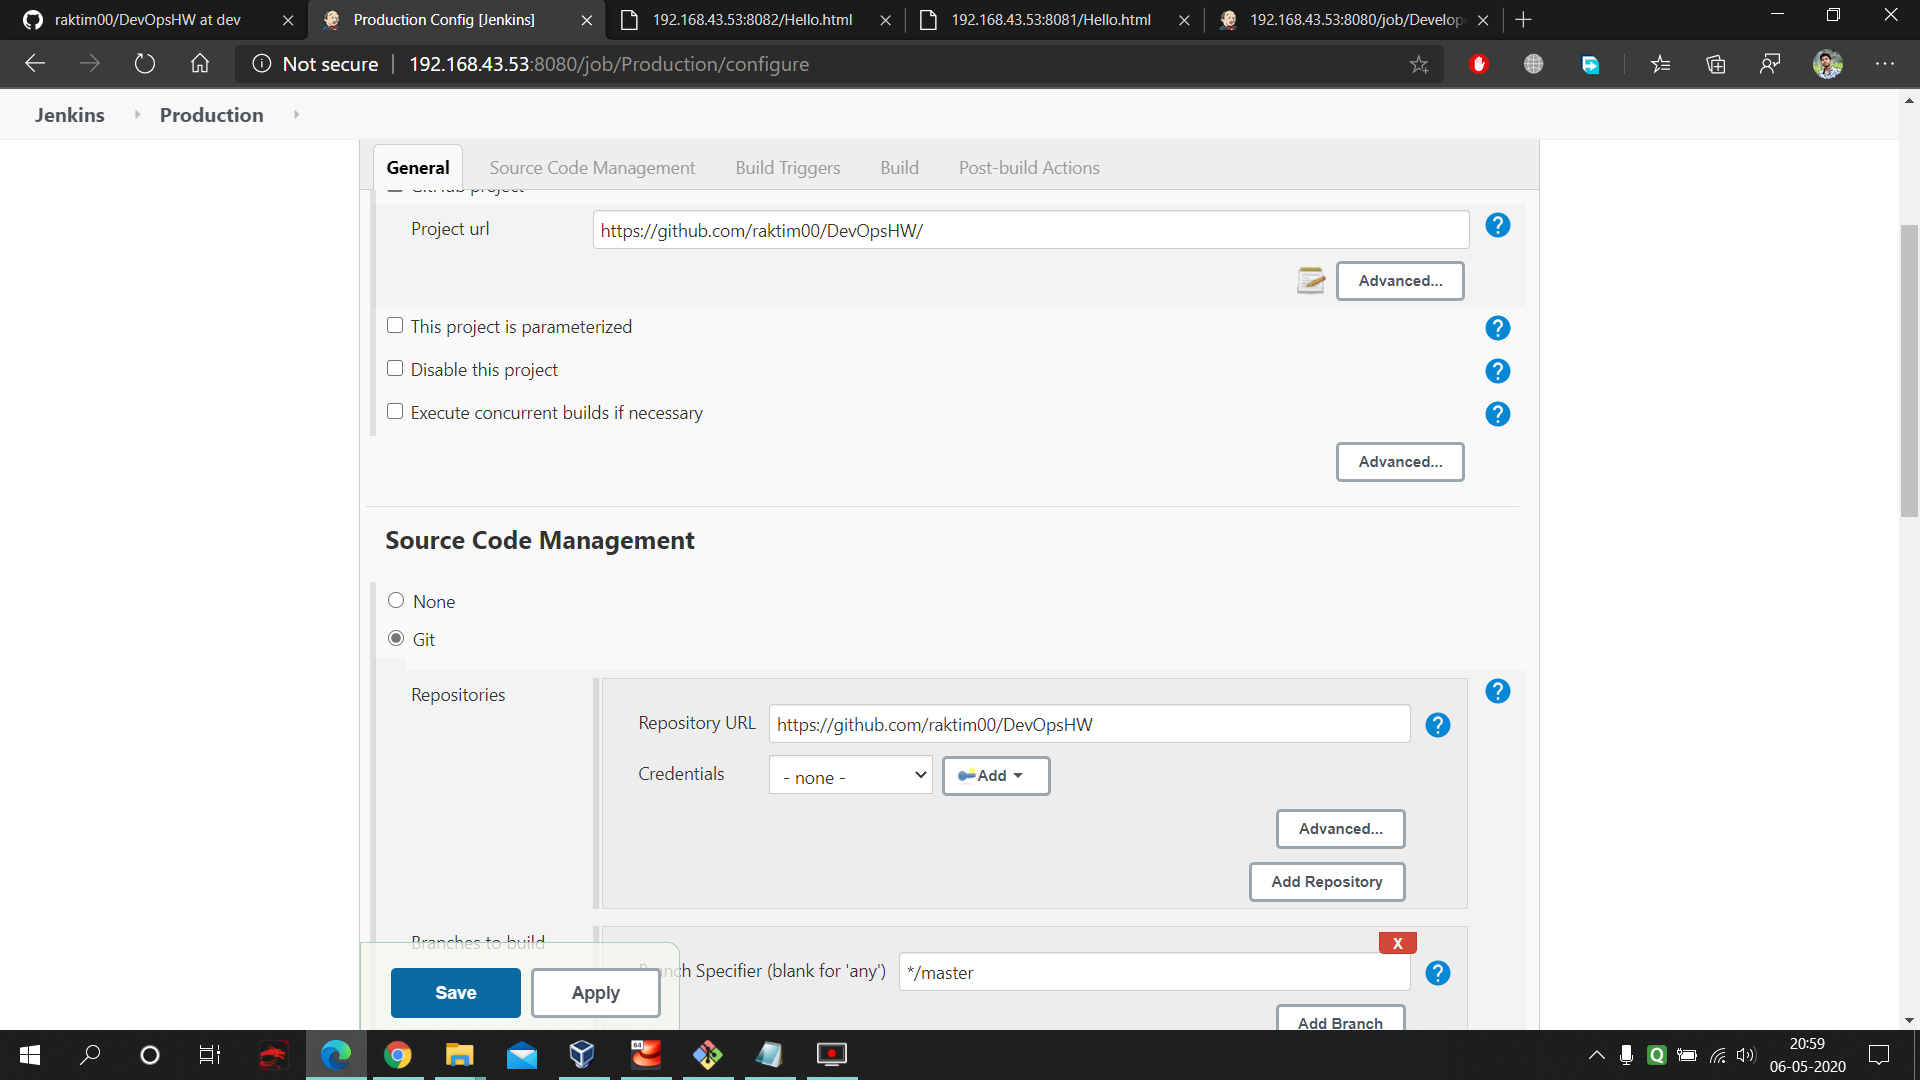 raktim00/DevOpsHW at dev
Production Config [Jenkins]
192.168.43.53:8082/Hello.html
192.168.43.53:8081/Hello.html
192.168.43.53:8080/job/Develop
Not secure
192.168.43.53:8080/job/Production/configure
Jenkins
Production
General
Source Code Management
Build Triggers
Build
Post-build Actions
GitHub project
Project url
https://github.com/raktim00/DevOpsHW/
Advanced...
This project is parameterized
Disable this project
Execute concurrent builds if necessary
Advanced...
Source Code Management
None
Git
Repositories
Repository URL
https://github.com/raktim00/DevOpsHW
Credentials
- none -
Add
Advanced...
Add Repository
Branches to build
X
nch Specifier (blank for 'any')
*/master
Add Branch
Save
Apply
64
Q
20:59
06-05-2020